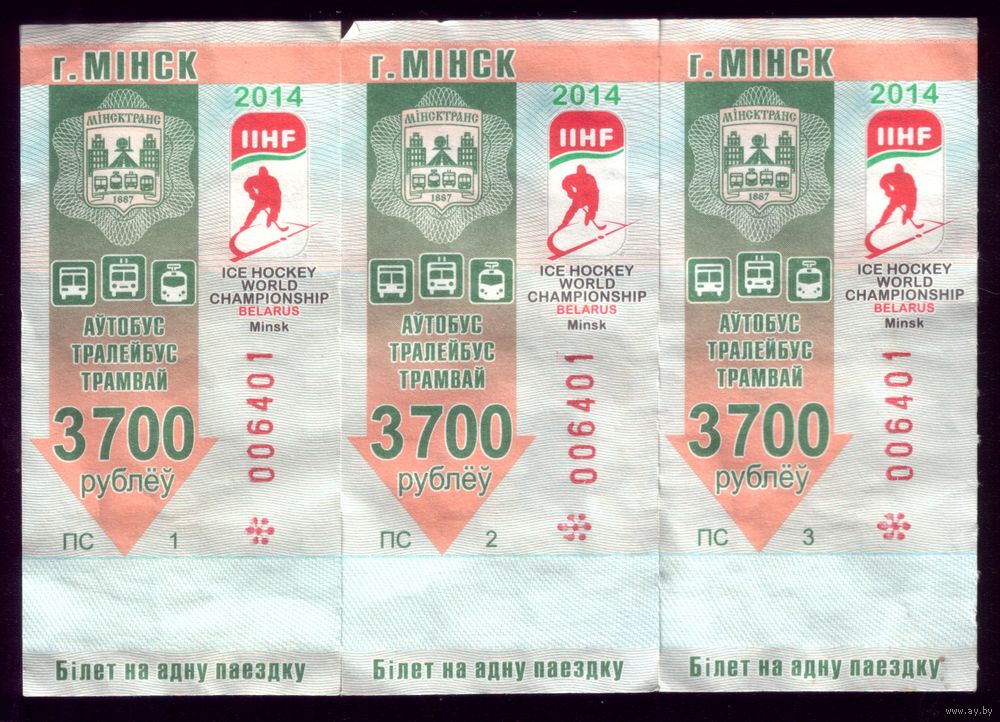 г. МІНСК
2014
МІНСКТРАНС
1887
IIHF
ICE HOCKEY
WORLD
CHAMPIONSHIP
BELARUS
Minsk
АЎТОБУС
ТРАЛЕЙБУС
ТРАМВАЙ
3700
рублёў
006401
ПС 1
Білет на адну паездку
г. МІНСК
2014
МІНСКТРАНС
1887
IIHF
ICE HOCKEY
WORLD
CHAMPIONSHIP
BELARUS
Minsk
АЎТОБУС
ТРАЛЕЙБУС
ТРАМВАЙ
3700
рублёў
006401
ПС 2
Білет на адну паездку
г. МІНСК
2014
МІНСКТРАНС
1887
IIHF
ICE HOCKEY
WORLD
CHAMPIONSHIP
BELARUS
Minsk
АЎТОБУС
ТРАЛЕЙБУС
ТРАМВАЙ
3700
рублёў
006401
ПС 3
Білет на адну паездку
www.ay.by